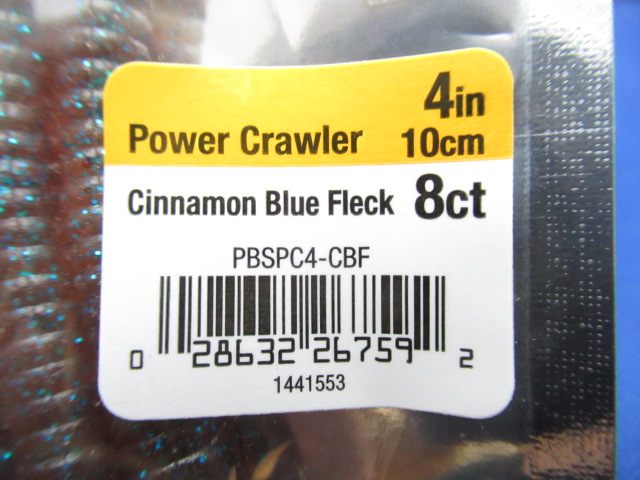 4in
Power Crawler 10cm
Cinnamon Blue Fleck 8ct
PBSPC4-CBF
0 28632 26759 2
1441553